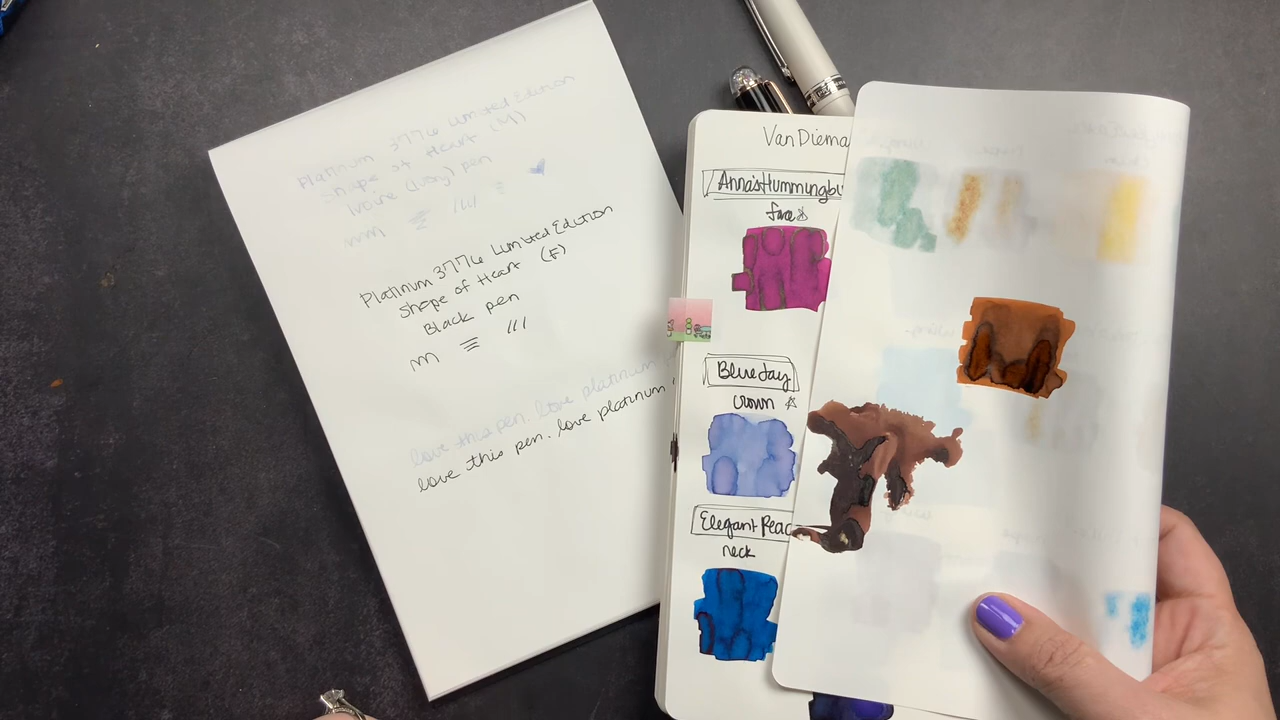 Platinum 3776 Limited Edition
Shape of Heart (M)
Ivoire (Ivory) pen
Platinum 3776 Limited Edition
Shape of Heart (F)
Black pen
love this pen. love platinum
love this pen. love platinum
Van Diema
Anna's Hummingbi
face
Blue Jay
crown
Elegant Peac
neck